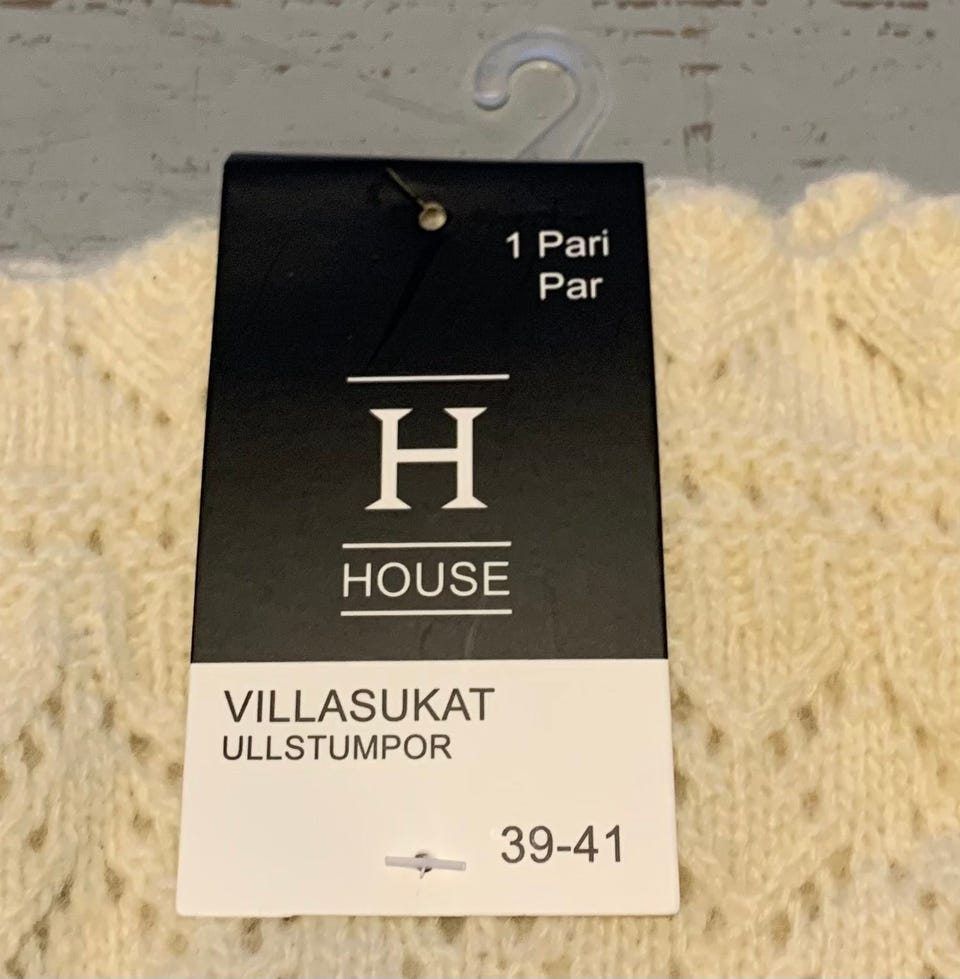 1 Pari
Par
H
HOUSE
VILLASUKAT
ULLSTUMPOR
39-41